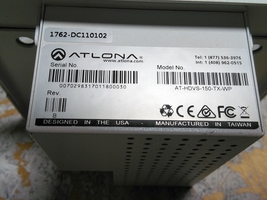 1762-DC110102
ATLONA®
www.atlona.com
Tel: 1 (877) 536-3976
Int: 1 (408) 962-0515
Serial No.
Model No.
0070298317011800030
AT-HDVS-150-TX-WP
Rev.
B
DESIGNED IN THE USA
MANUFACTURED IN TAIWAN